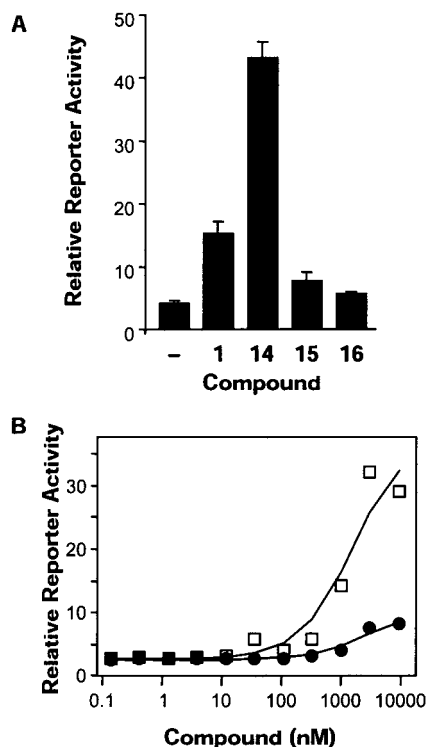 A
Relative Reporter Activity
50
40
30
20
10
0
– 1 14 15 16
Compound
B
Relative Reporter Activity
30
20
10
0
0.1 1 10 100 1000 10000
Compound (nM)